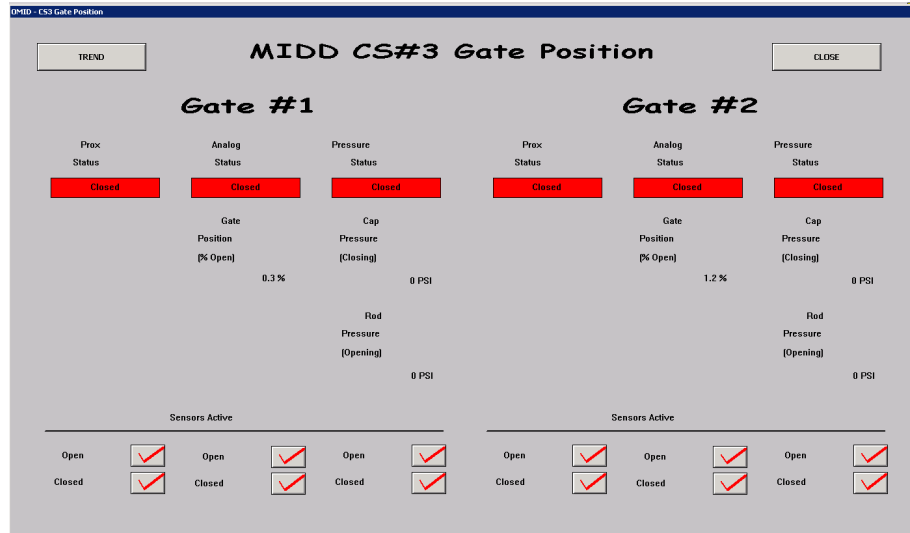 OMID - CS3 Gate Position
TREND
MIDD CS#3 Gate Position
CLOSE
Gate #1
Gate #2
Prox Status
Analog Status
Pressure Status
Prox Status
Analog Status
Pressure Status
Closed
Closed
Closed
Closed
Closed
Closed
Gate Position (% Open)
Cap Pressure (Closing)
Gate Position (% Open)
Cap Pressure (Closing)
0.3 %
0 PSI
1.2 %
0 PSI
Rod Pressure (Opening)
Rod Pressure (Opening)
0 PSI
0 PSI
Sensors Active
Sensors Active
Open
Open
Open
Open
Open
Open
Closed
Closed
Closed
Closed
Closed
Closed